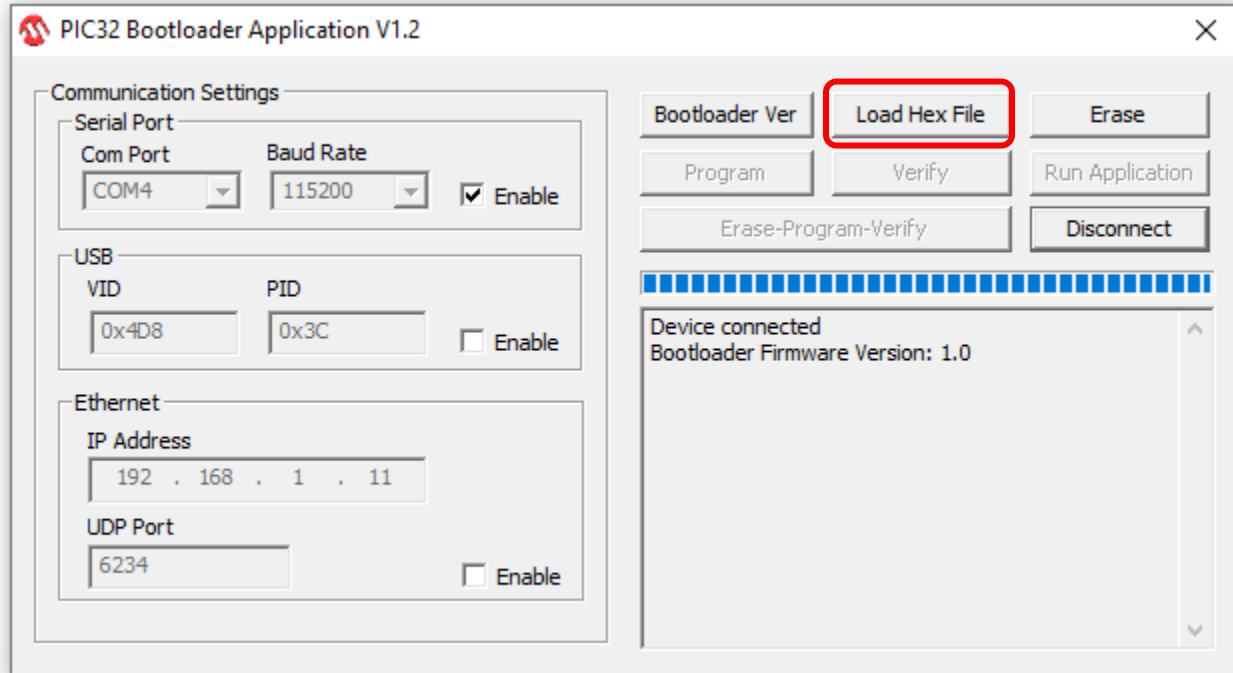 PIC32 Bootloader Application V1.2
Communication Settings
Serial Port
Com Port
Baud Rate
COM4
115200
Enable
USB
VID
PID
0x4D8
0x3C
Enable
Ethernet
IP Address
192 . 168 . 1 . 11
UDP Port
6234
Enable
Bootloader Ver
Load Hex File
Erase
Program
Verify
Run Application
Erase-Program-Verify
Disconnect
Device connected
Bootloader Firmware Version: 1.0